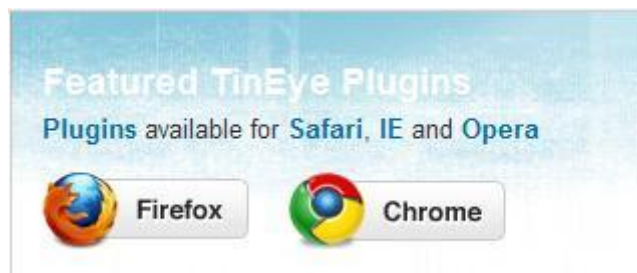 Featured TinEye Plugins
Plugins available for Safari, IE and Opera
Firefox Chrome